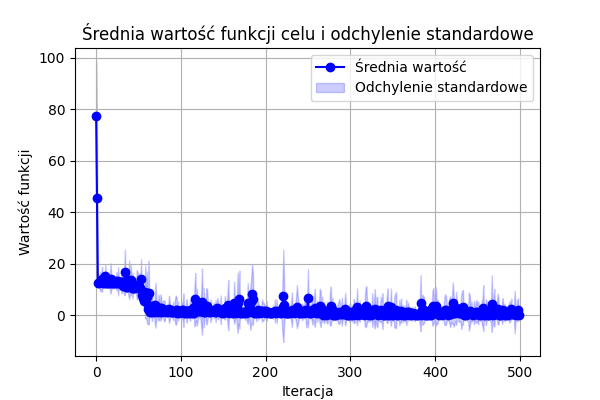 Średnia wartość funkcji celu i odchylenie standardowe
Średnia wartość
Odchylenie standardowe
Wartość funkcji
100
80
60
40
20
0
0 100 200 300 400 500
Iteracja